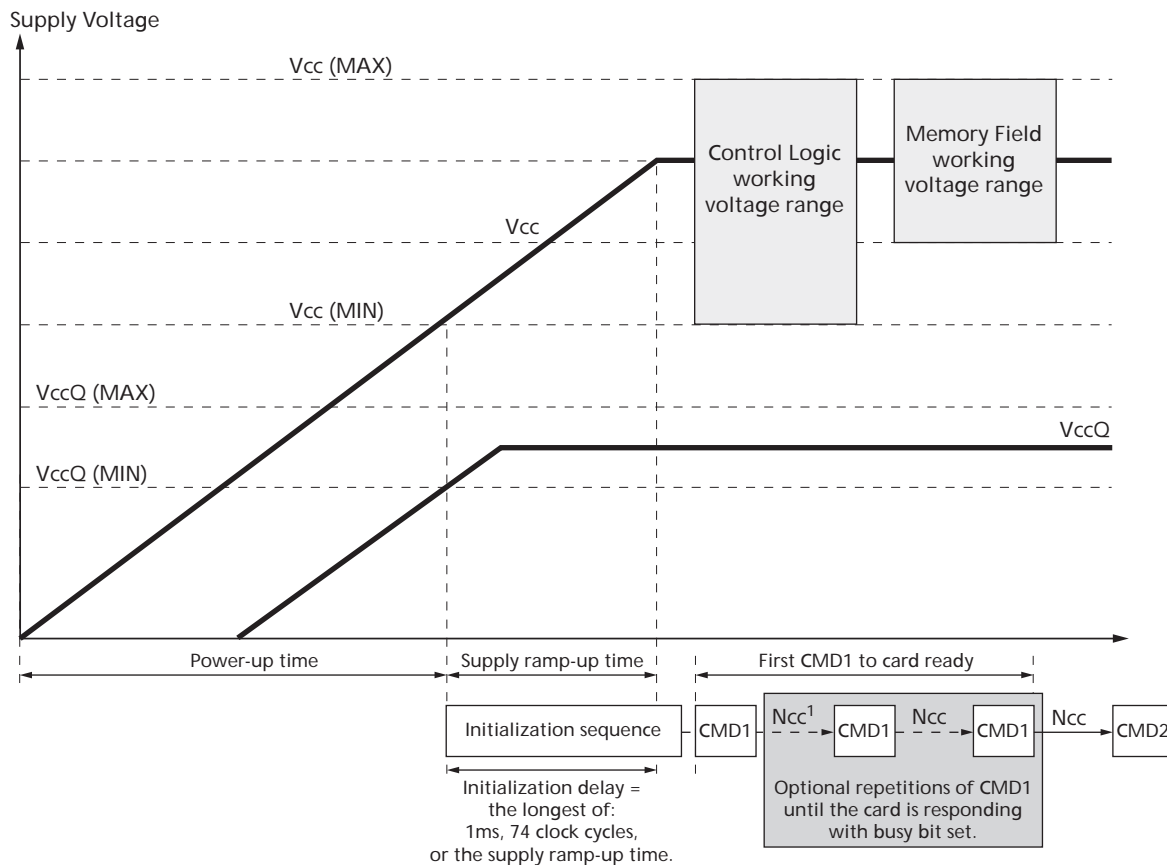 Supply Voltage
Vcc (MAX)
Control Logic
working
voltage range
Memory Field
working
voltage range
Vcc
Vcc (MIN)
VccQ (MAX)
VccQ
VccQ (MIN)
Power-up time
Supply ramp-up time
First CMD1 to card ready
Initialization sequence
CMD1
Ncc1
CMD1
Ncc
CMD1
Ncc
CMD2
Initialization delay =
the longest of:
1ms, 74 clock cycles,
or the supply ramp-up time.
Optional repetitions of CMD1
until the card is responding
with busy bit set.